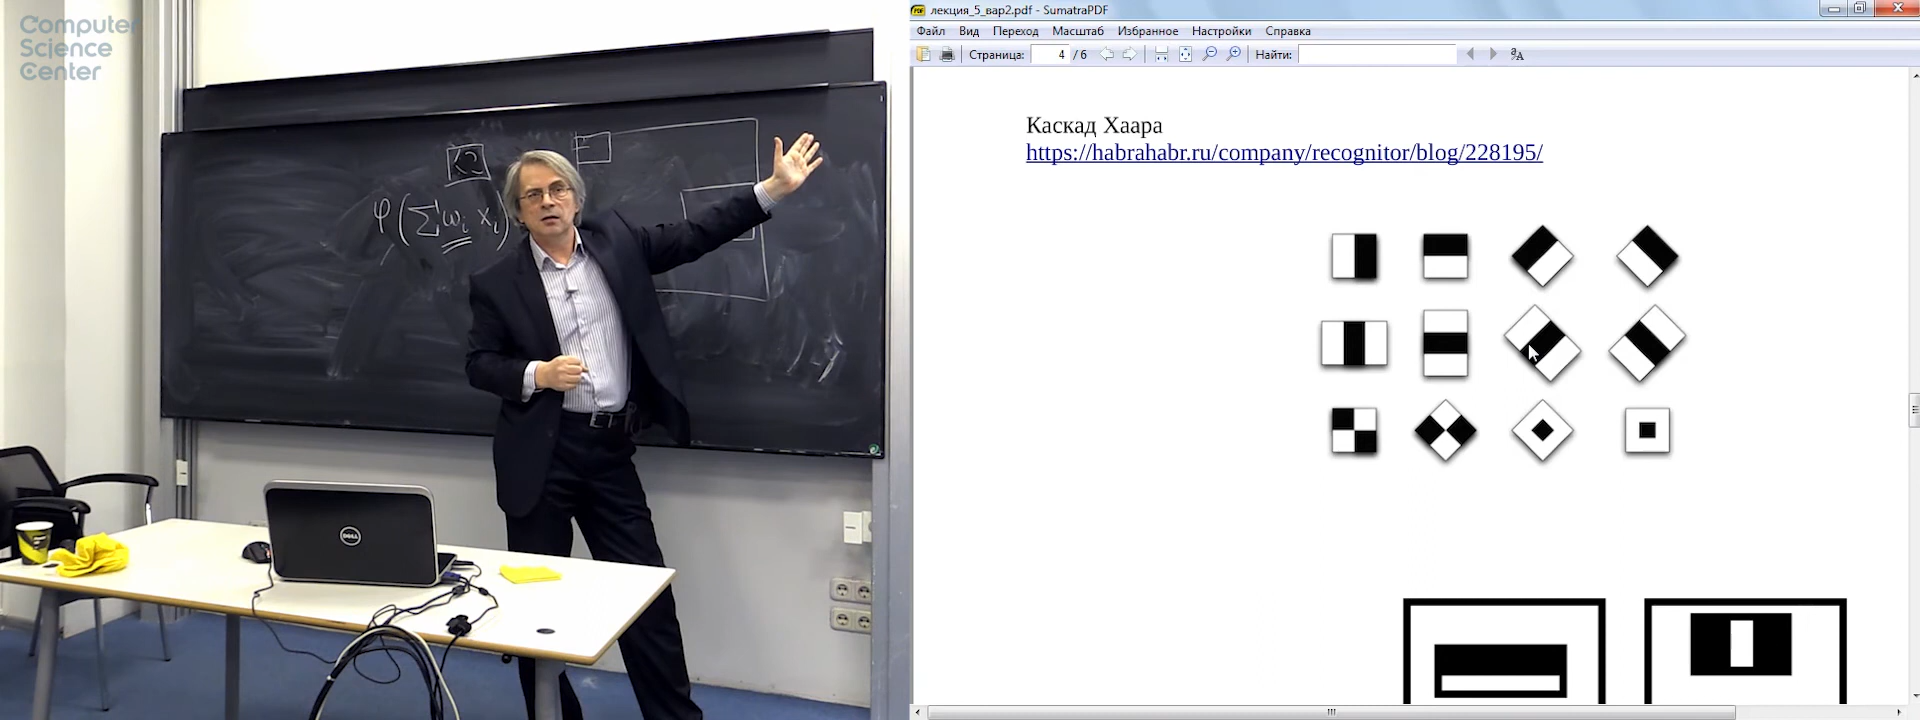 Computer
Science
Center
φ(∑ωᵢ xᵢ)
DELL
лекция_5_вар2.pdf - SumatraPDF
Файл Вид Переход Масштаб Избранное Настройки Справка
Страница: 4 / 6 Найти:
Каскад Хаара
https://habrahabr.ru/company/recognitor/blog/228195/